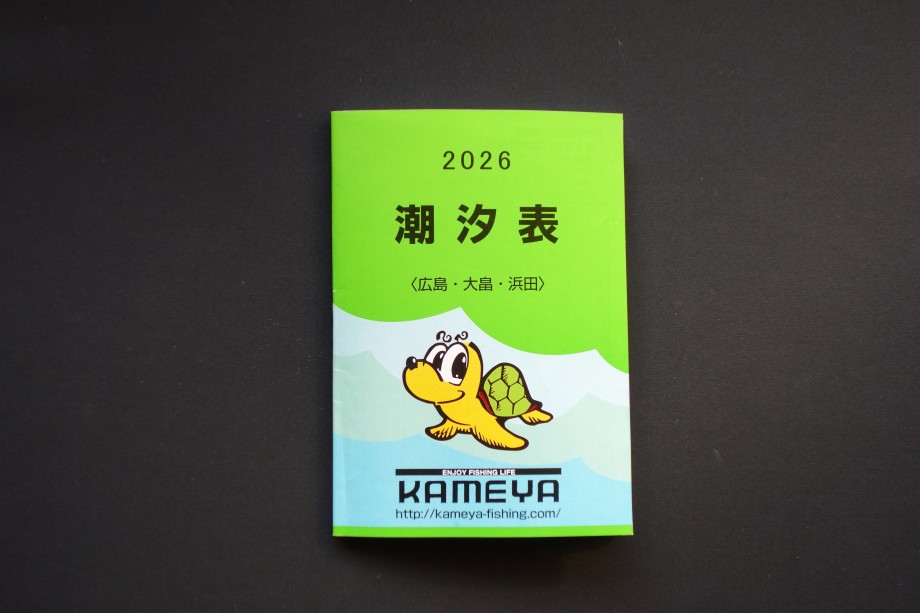 2026
潮汐表
〈広島・大畠・浜田〉
ENJOY FISHING LIFE
KAMEYA
http://kameya-fishing.com/